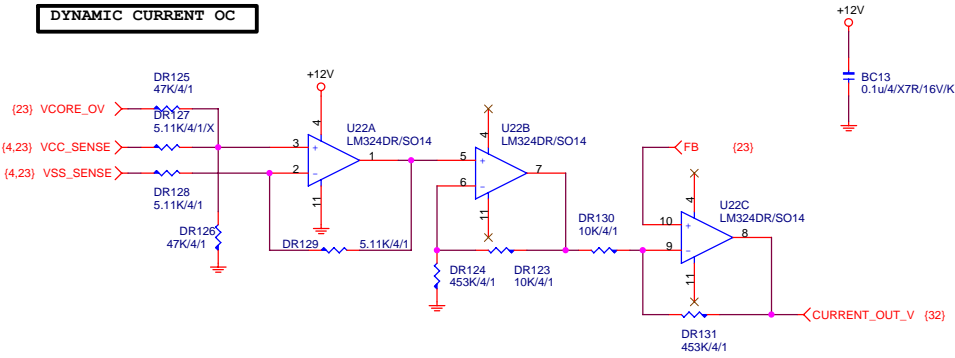 DYNAMIC CURRENT OC
+12V
BC13
0.1u/4/X7R/16V/K
DR125
47K/4/1
{23} VCORE_OV
DR127
5.11K/4/1/X
{4,23} VCC_SENSE
{4,23} VSS_SENSE
DR128
5.11K/4/1
DR126
47K/4/1
+12V
4
U22A
LM324DR/SO14
3
+
1
2
-
11
DR129
5.11K/4/1
4
U22B
LM324DR/SO14
5
+
7
6
-
11
DR124
453K/4/1
DR123
10K/4/1
DR130
10K/4/1
FB {23}
4
U22C
LM324DR/SO14
10
+
8
9
-
11
DR131
453K/4/1
CURRENT_OUT_V {32}